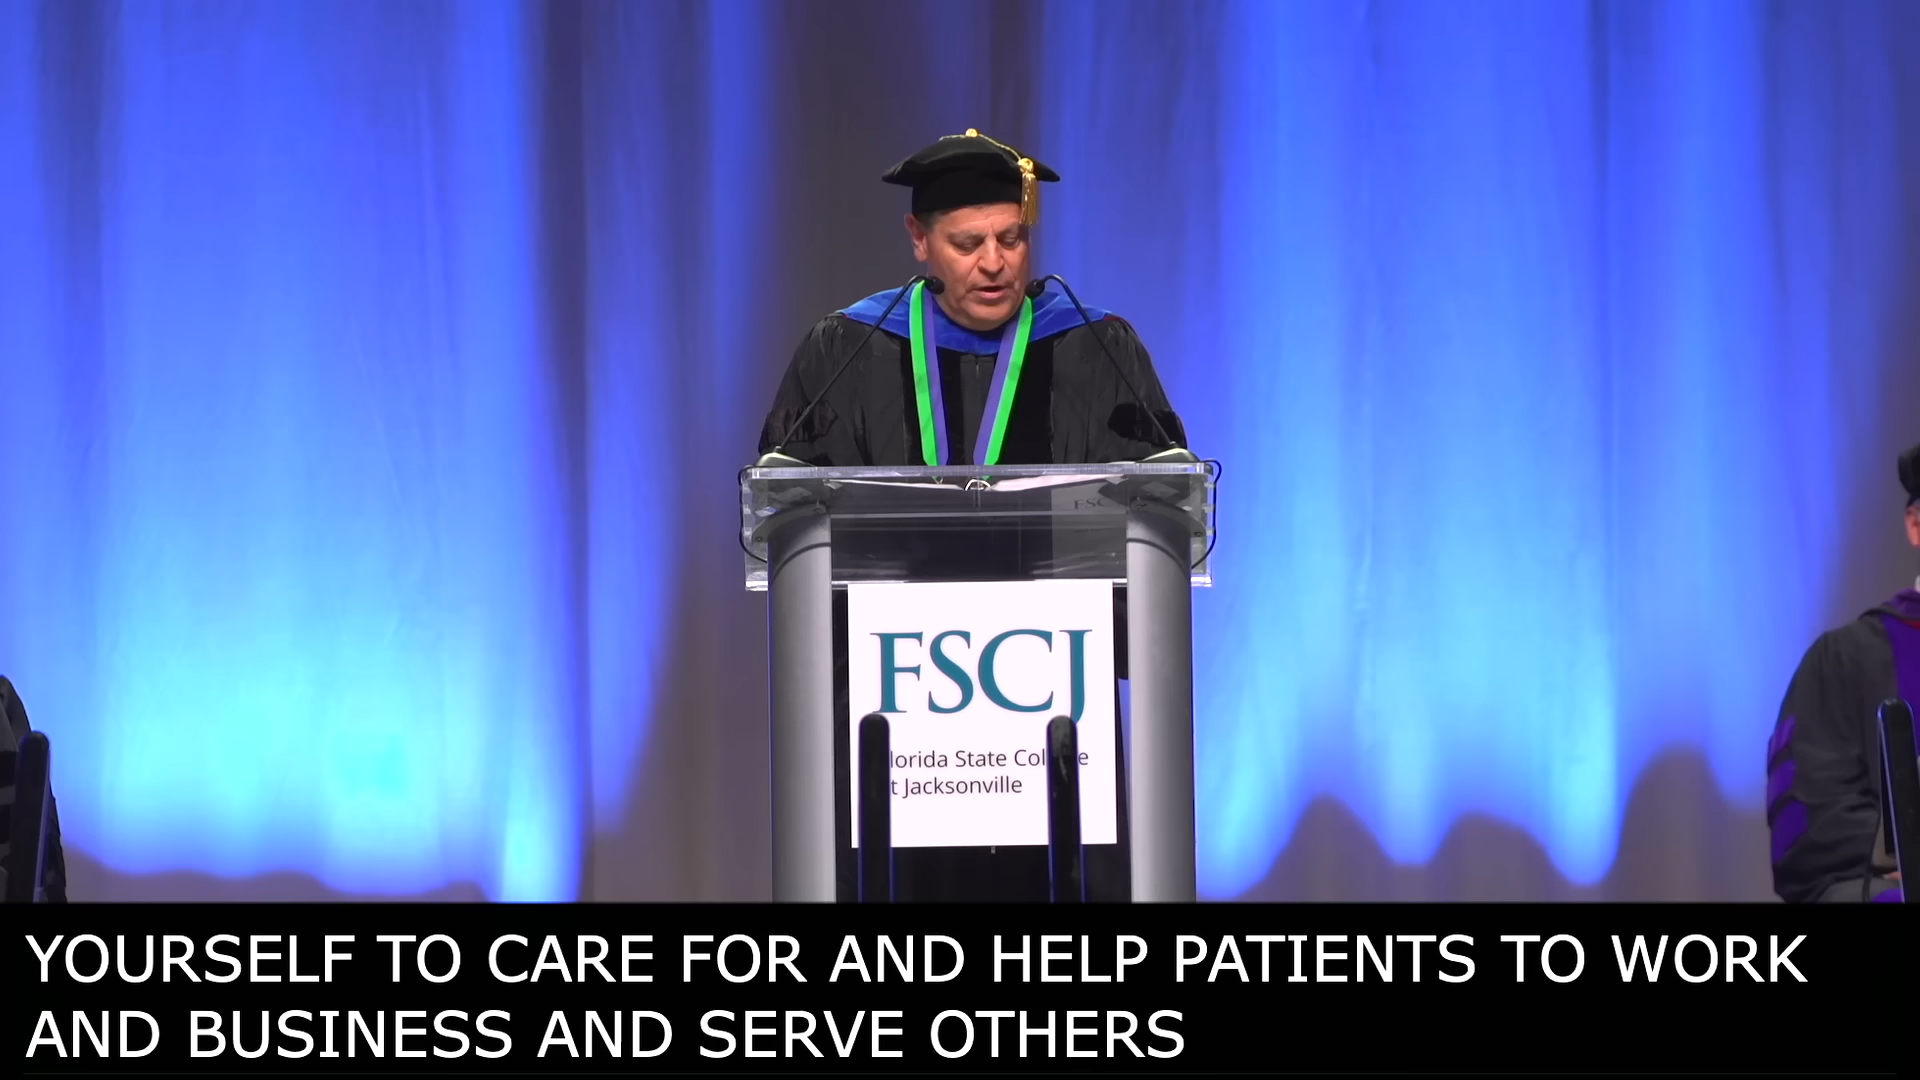 FSCJ
lorida State Col e
t Jacksonville
YOURSELF TO CARE FOR AND HELP PATIENTS TO WORK
AND BUSINESS AND SERVE OTHERS